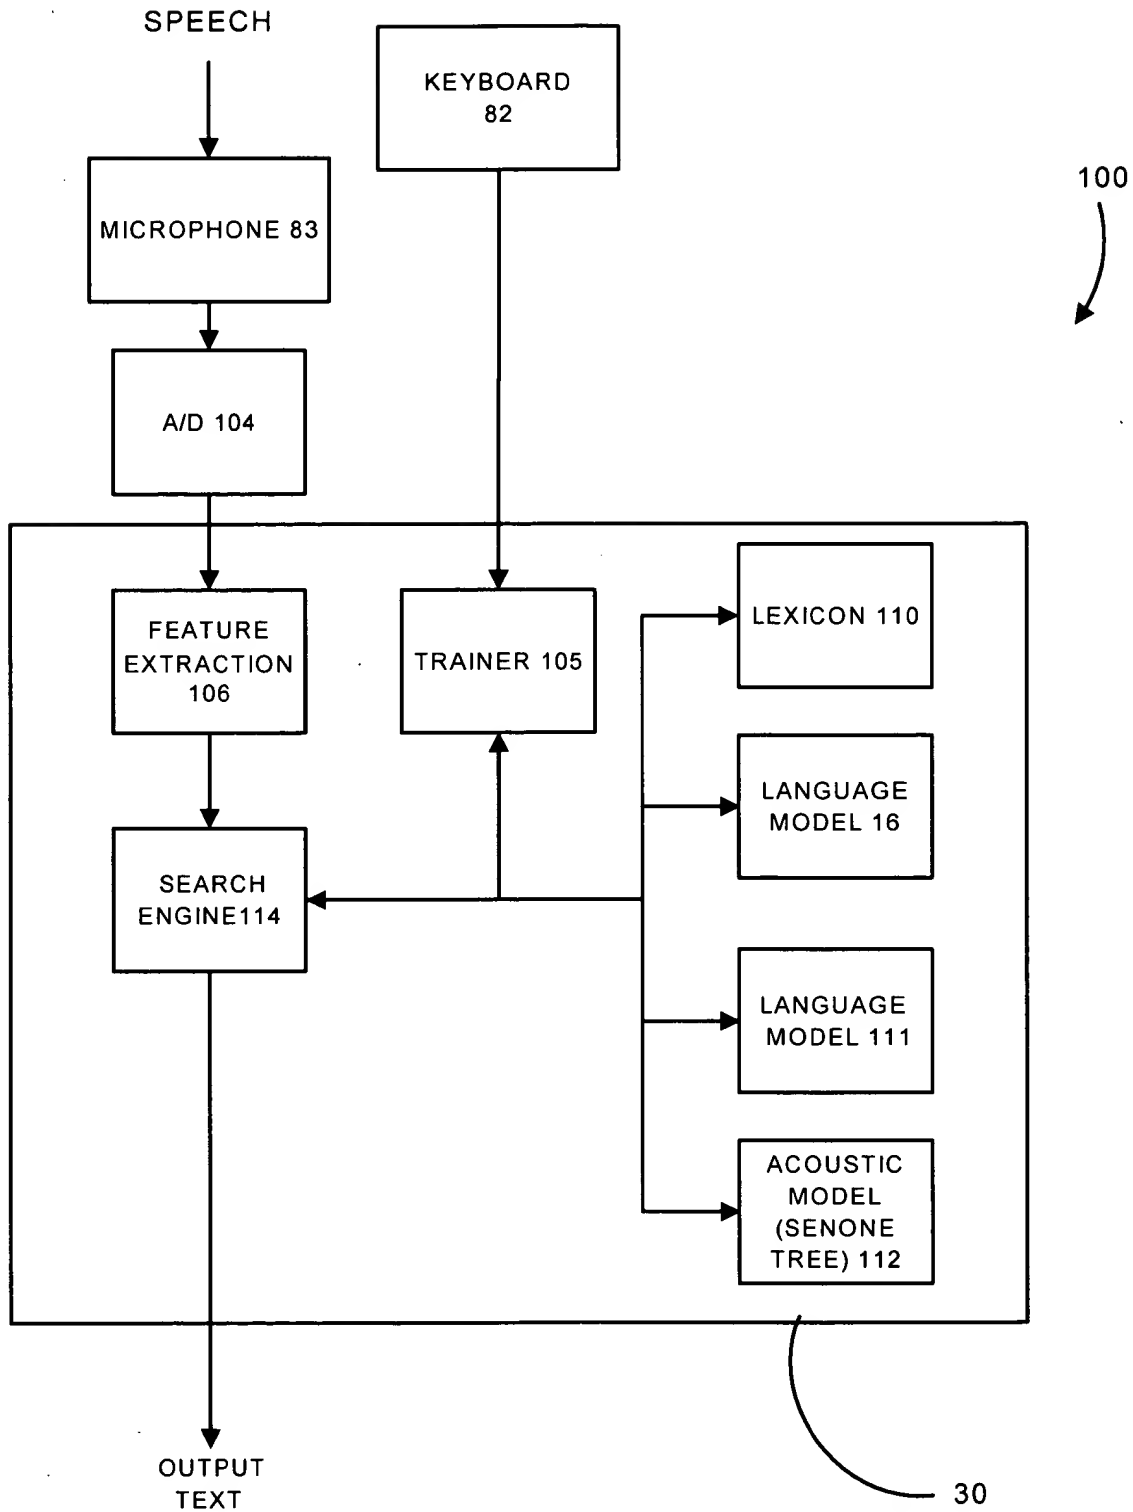 SPEECH
KEYBOARD
82
100
MICROPHONE 83
A/D 104
FEATURE
EXTRACTION
106
TRAINER 105
LEXICON 110
LANGUAGE
MODEL 16
SEARCH
ENGINE114
LANGUAGE
MODEL 111
ACOUSTIC
MODEL
(SENONE
TREE) 112
OUTPUT
TEXT
30